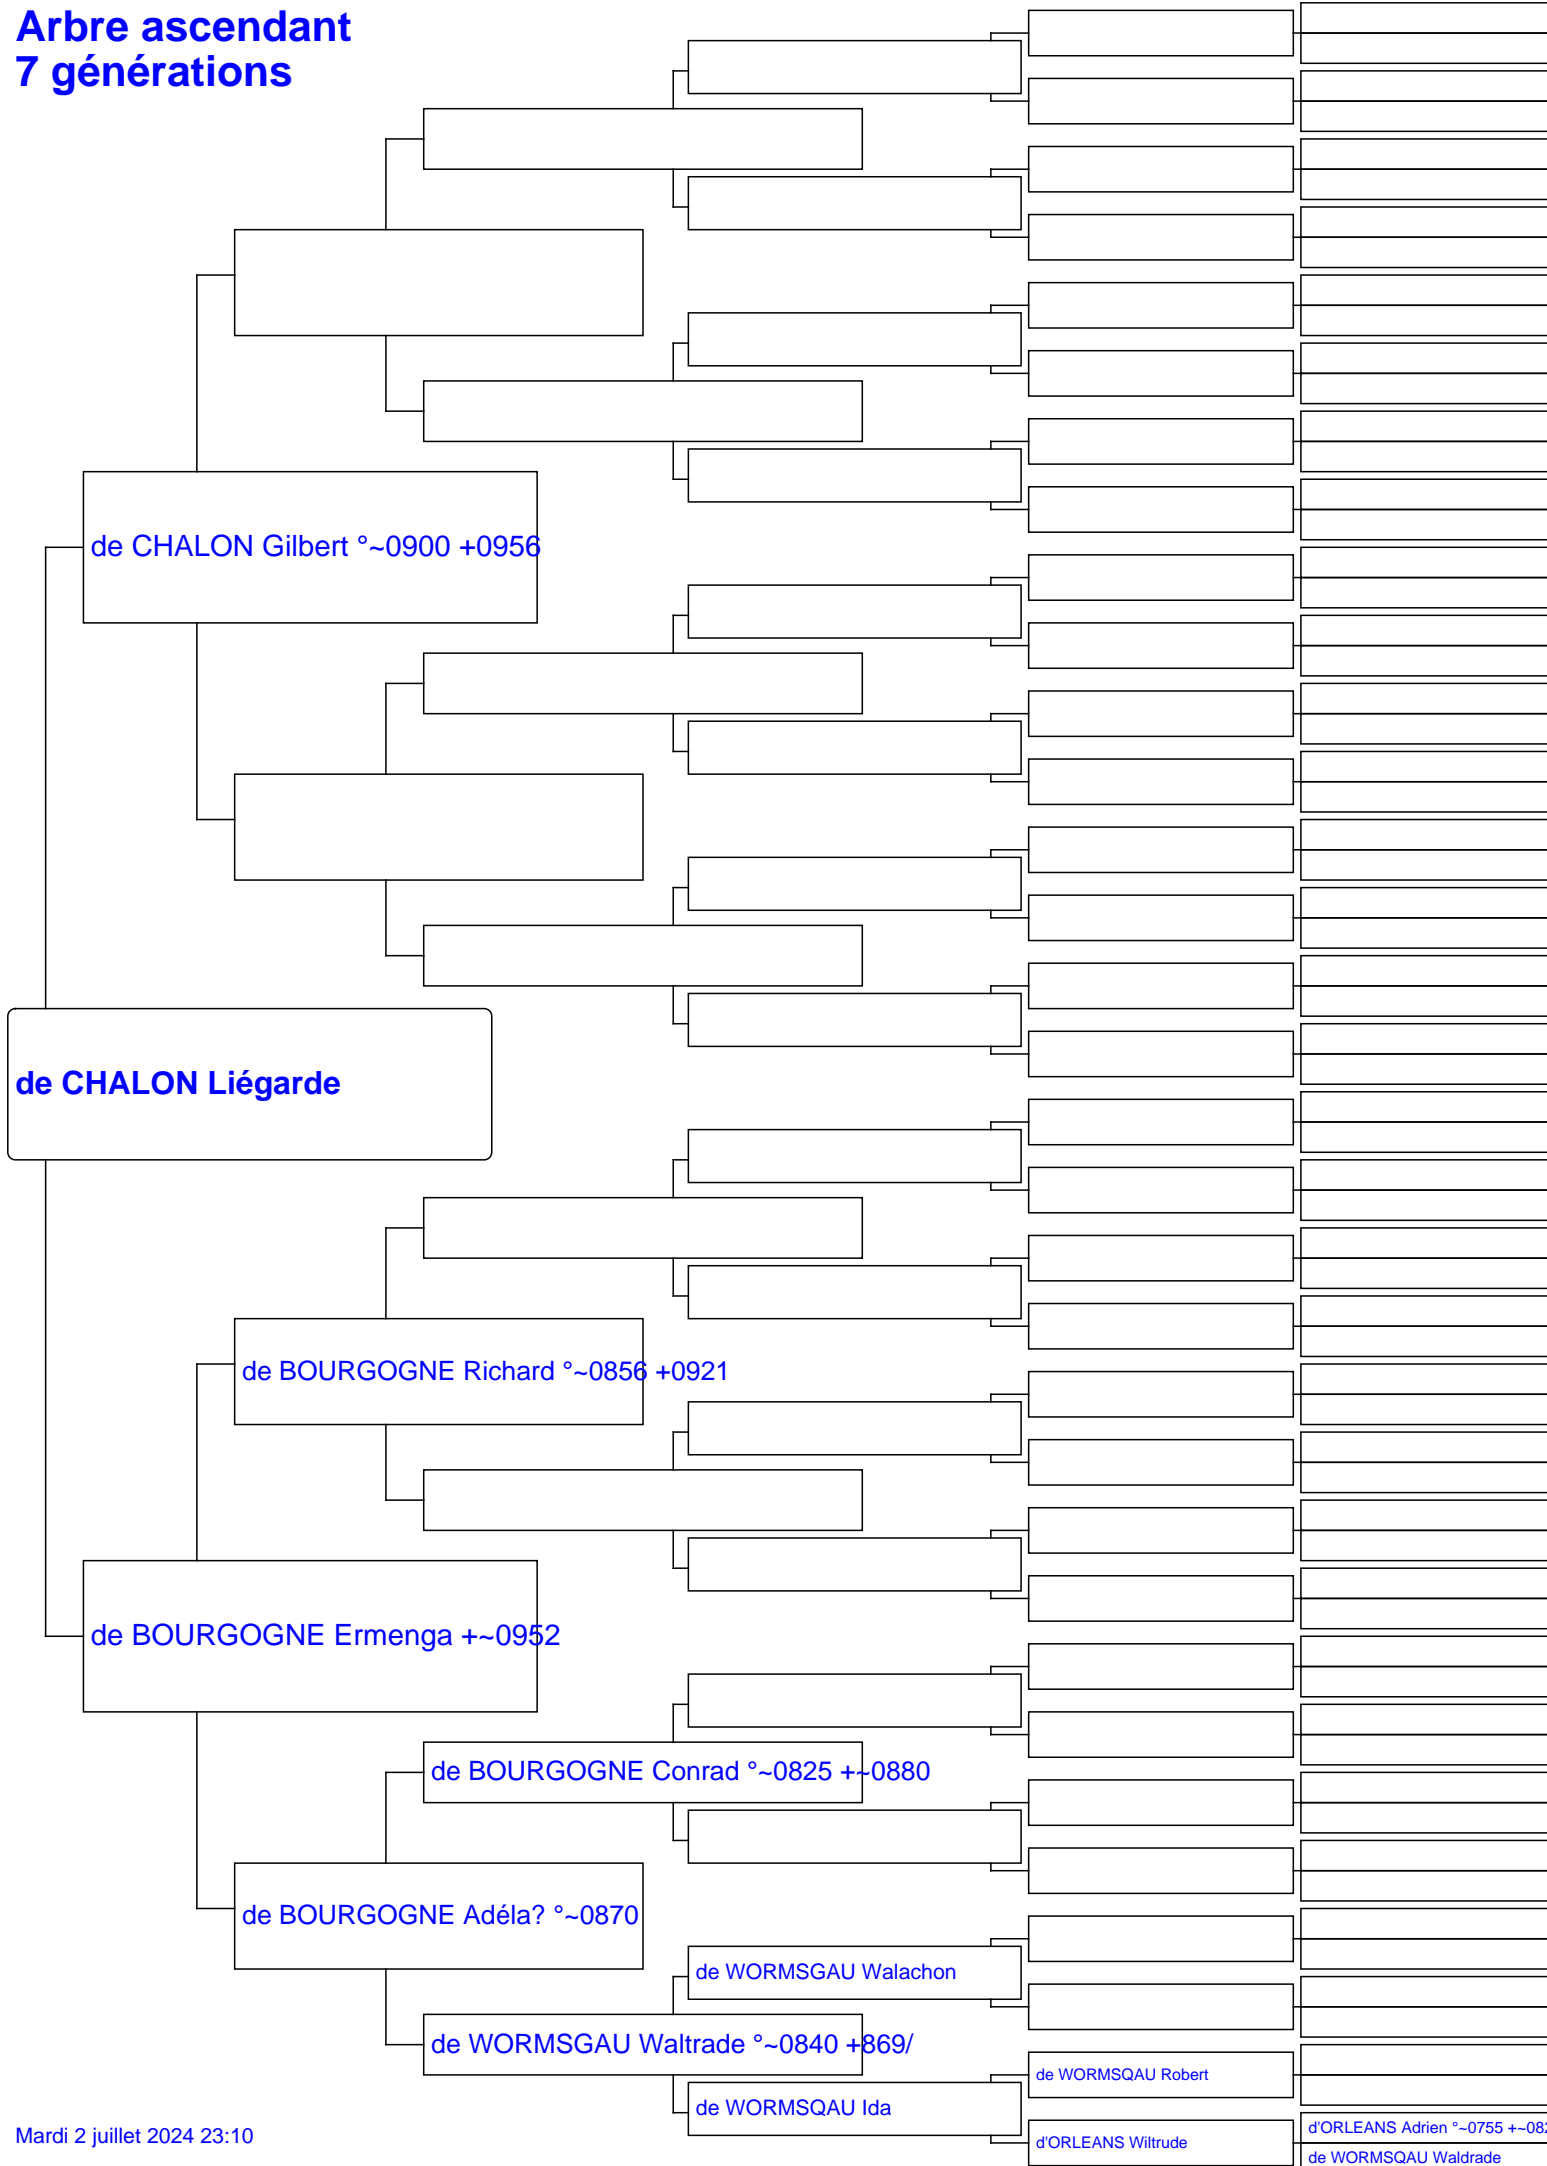 Arbre ascendant
7 générations
de CHALON Gilbert °~0900 +0956
de CHALON Liégarde
de BOURGOGNE Richard °~0856 +0921
de BOURGOGNE Ermenga +~0952
de BOURGOGNE Conrad °~0825 +~0880
de BOURGOGNE Adéla? °~0870
de WORMSGAU Walachon
de WORMSGAU Waltrade °~0840 +869/
de WORMSQAU Robert
de WORMSQAU Ida
d'ORLEANS Adrien °~0755 +~082
d'ORLEANS Wiltrude
de WORMSQAU Waldrade
Mardi 2 juillet 2024 23:10